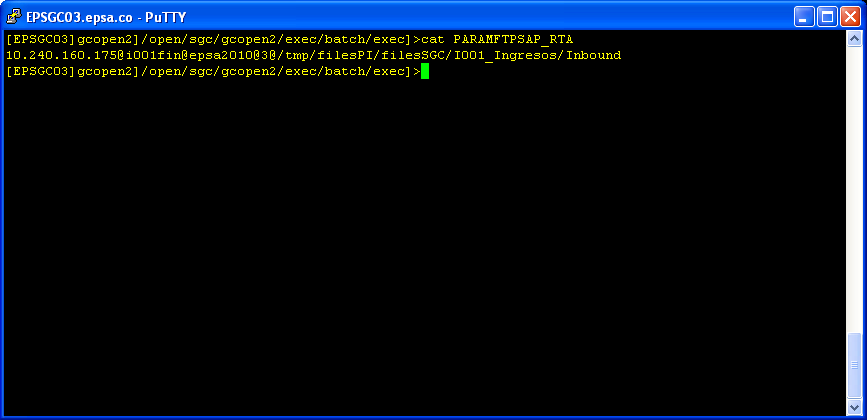 EPSGC03.epsa.co - PuTTY
[EPSGC03]gcopen2]/open/sgc/gcopen2/exec/batch/exec]>cat PARAMFTPSAP_RTA
10.240.160.175@i001fin@epsa2010@3@/tmp/filesPI/filesSGC/I001_Ingresos/Inbound
[EPSGC03]gcopen2]/open/sgc/gcopen2/exec/batch/exec]>